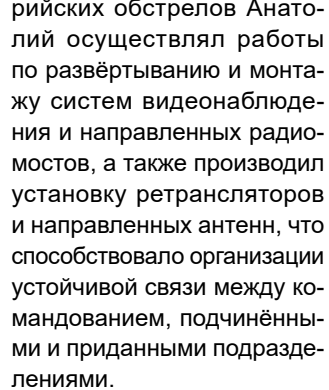 рийских обстрелов Анато-
лий осуществлял работы
по развёртыванию и монта-
жу систем видеонаблюде-
ния и направленных радио-
мостов, а также производил
установку ретрансляторов
и направленных антенн, что
способствовало организации
устойчивой связи между ко-
мандованием, подчинённы-
ми и приданными подразде-
лениями.